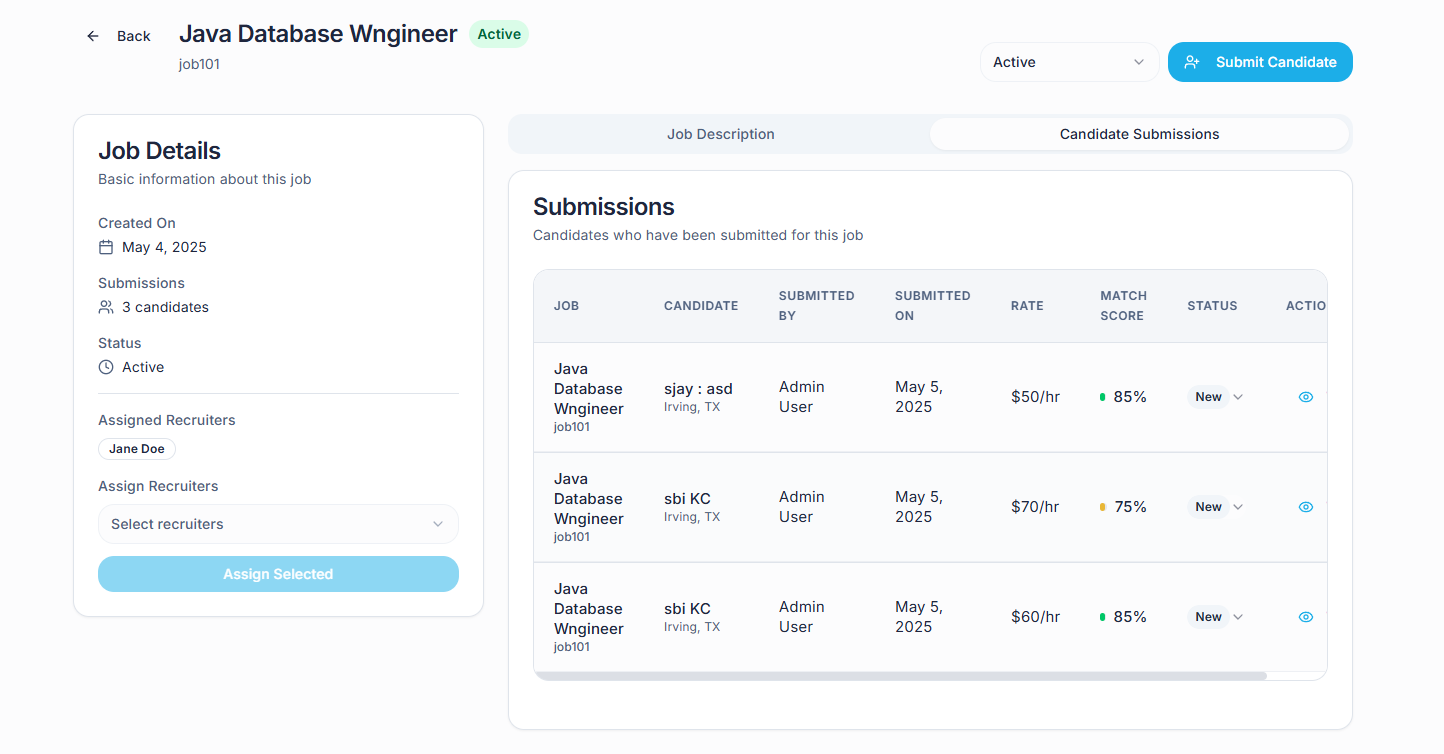 Back
Java Database Wngineer
Active
job101
Active
Submit Candidate
Job Details
Basic information about this job
Created On
May 4, 2025
Submissions
3 candidates
Status
Active
Assigned Recruiters
Jane Doe
Assign Recruiters
Select recruiters
Assign Selected
Job Description
Candidate Submissions
Submissions
Candidates who have been submitted for this job
JOB
CANDIDATE
SUBMITTED
BY
SUBMITTED
ON
RATE
MATCH
SCORE
STATUS
ACTIO
Java
Database
Wngineer
job101
sjay : asd
Irving, TX
Admin
User
May 5,
2025
$50/hr
85%
New
Java
Database
Wngineer
job101
sbi KC
Irving, TX
Admin
User
May 5,
2025
$70/hr
75%
New
Java
Database
Wngineer
job101
sbi KC
Irving, TX
Admin
User
May 5,
2025
$60/hr
85%
New